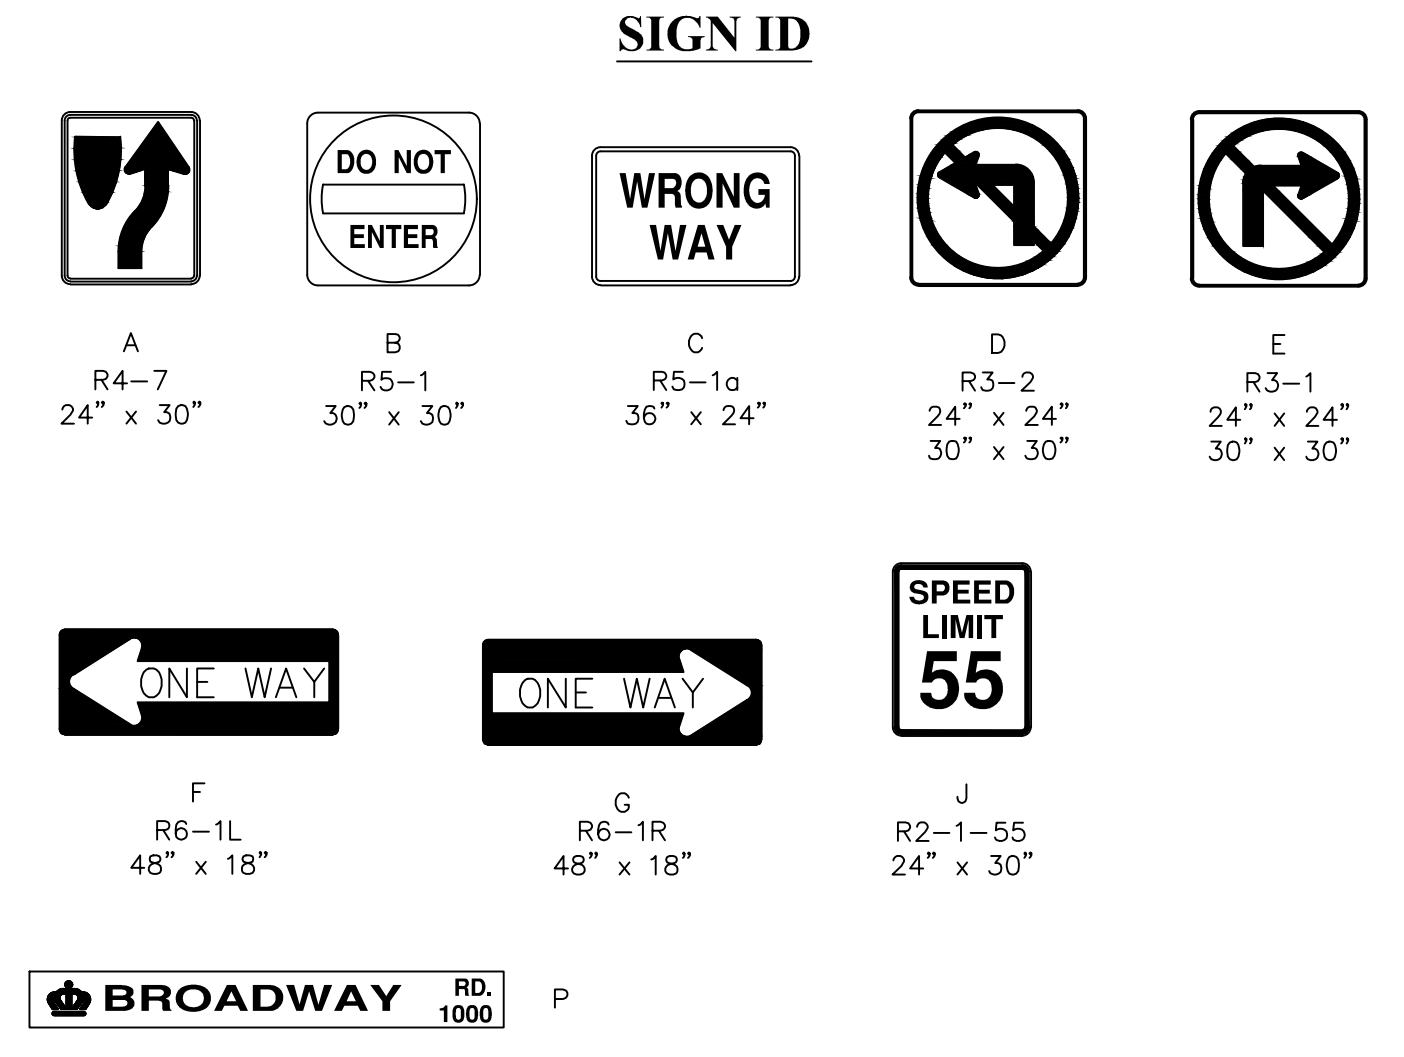 SIGN ID
DO NOT
ENTER
WRONG
WAY
A
R4-7
24” x 30”
B
R5-1
30” x 30”
C
R5-1a
36” x 24”
D
R3-2
24” x 24”
30” x 30”
E
R3-1
24” x 24”
30” x 30”
ONE WAY
ONE WAY
SPEED
LIMIT
55
F
R6-1L
48” x 18”
G
R6-1R
48” x 18”
J
R2-1-55
24” x 30”
BROADWAY
RD.
1000
P